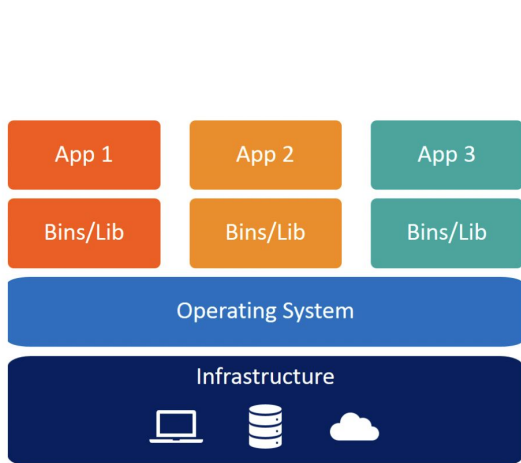 App 1
App 2
App 3
Bins/Lib
Bins/Lib
Bins/Lib
Operating System
Infrastructure